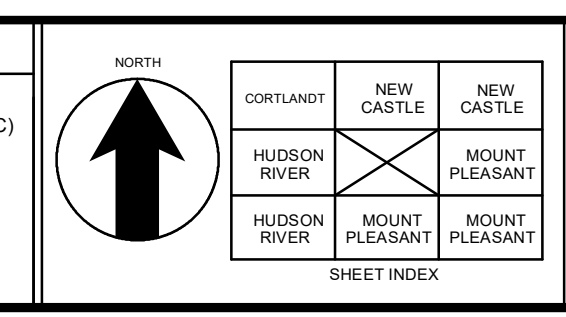 C)
NORTH
CORTLANDT
NEW
CASTLE
NEW
CASTLE
HUDSON
RIVER
MOUNT
PLEASANT
HUDSON
RIVER
MOUNT
PLEASANT
MOUNT
PLEASANT
SHEET INDEX